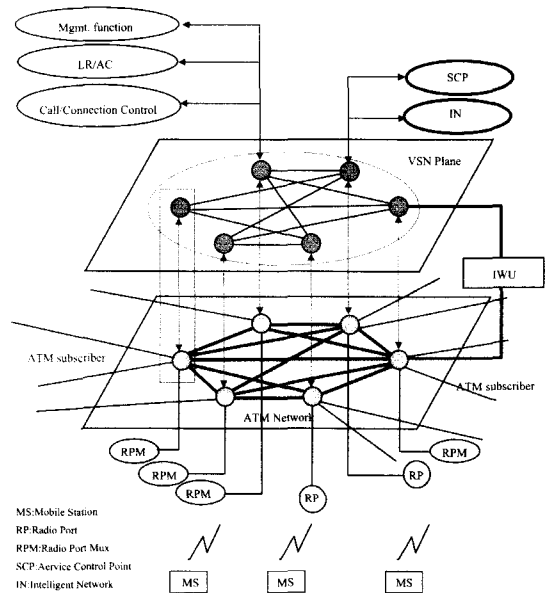 Mgmt. function
LR/AC
Call/Connection Control
SCP
IN
VSN Plane
IWU
ATM subscriber
ATM subscriber
ATM Network
RPM
RPM
RPM
RPM
RP
RP
MS:Mobile Station
RP:Radio Port
RPM:Radio Port Mux
SCP:Aervice Control Point
IN:Intelligent Network
MS
MS
MS